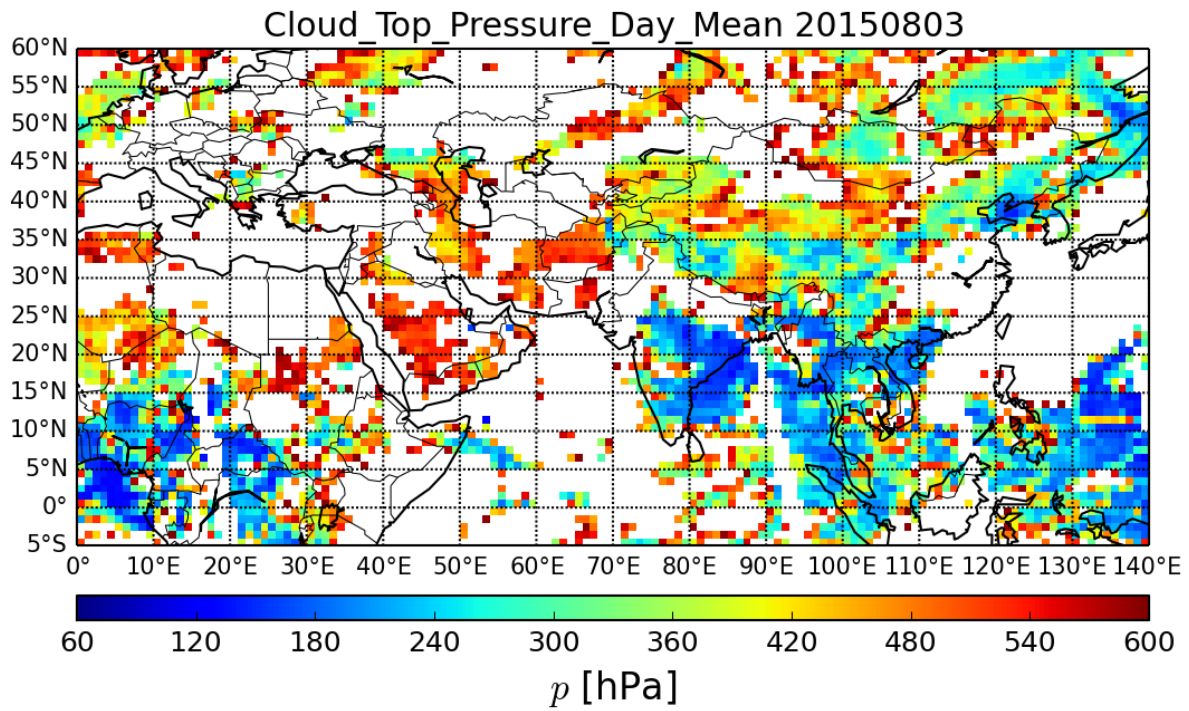 Cloud_Top_Pressure_Day_Mean 20150803
60°N
55°N
50°N
45°N
40°N
35°N
30°N
25°N
20°N
15°N
10°N
5°N
0°
5°S
0° 10°E 20°E 30°E 40°E 50°E 60°E 70°E 80°E 90°E 100°E 110°E 120°E 130°E 140°E
60 120 180 240 300 360 420 480 540 600
p [hPa]